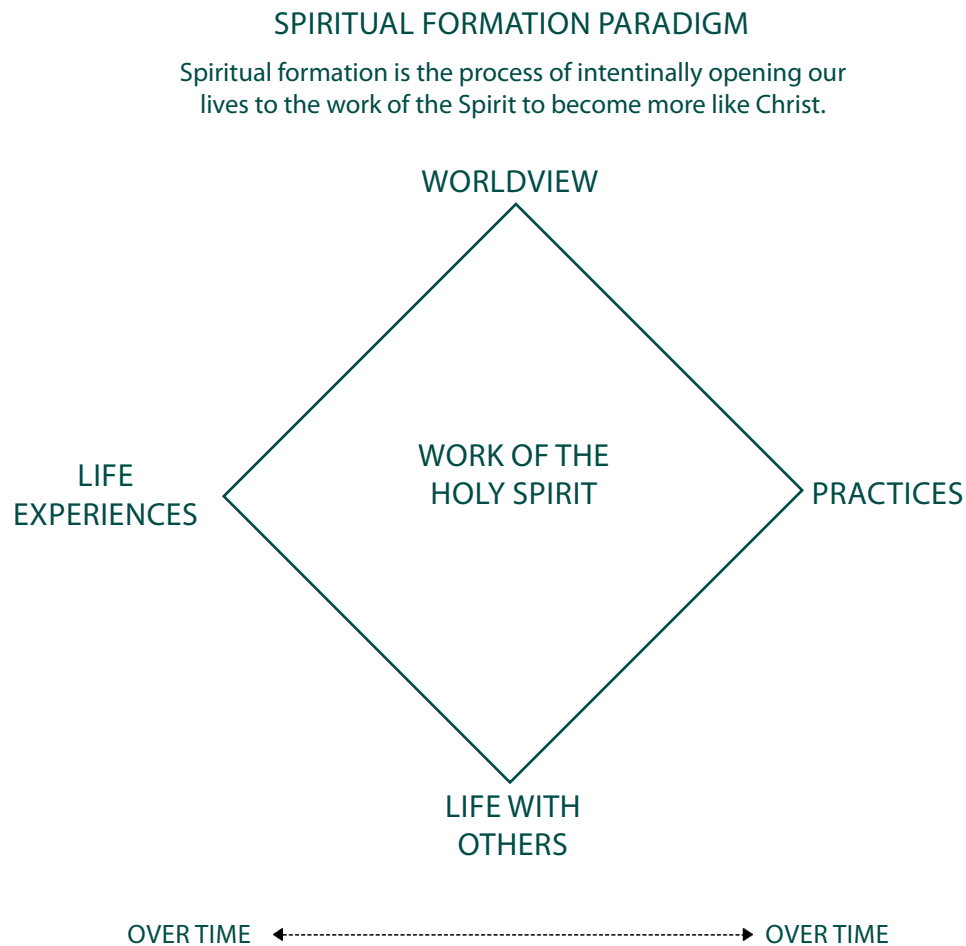 SPIRITUAL FORMATION PARADIGM
Spiritual formation is the process of intentinally opening our
lives to the work of the Spirit to become more like Christ.
WORLDVIEW
WORK OF THE
HOLY SPIRIT
LIFE
EXPERIENCES
PRACTICES
LIFE WITH
OTHERS
OVER TIME
OVER TIME